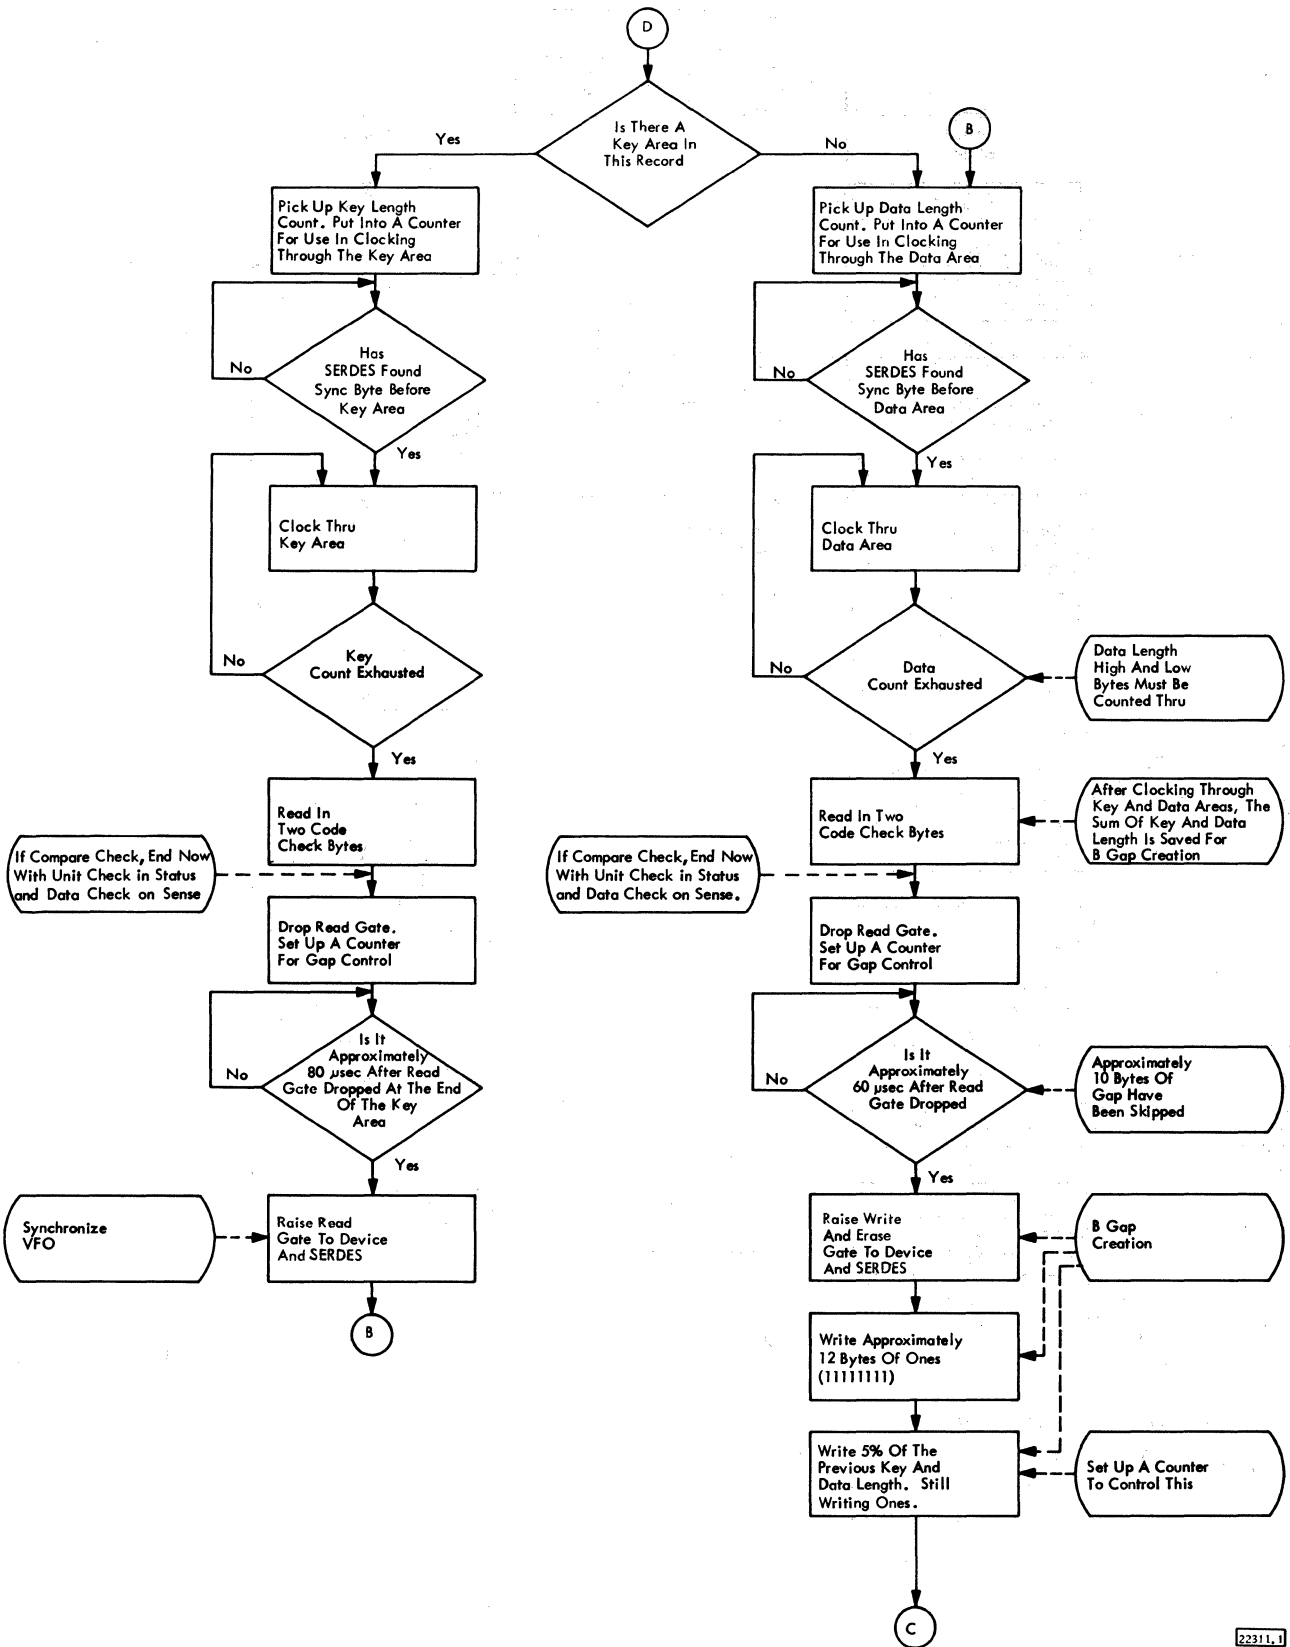 D
Is There A
Key Area In
This Record
Yes
No
B
Pick Up Key Length
Count. Put Into A Counter
For Use In Clocking
Through The Key Area
Pick Up Data Length
Count. Put Into A Counter
For Use In Clocking
Through The Data Area
Has
SERDES Found
Sync Byte Before
Key Area
No
Yes
Has
SERDES Found
Sync Byte Before
Data Area
No
Yes
Clock Thru
Key Area
Clock Thru
Data Area
Key
Count Exhausted
No
Yes
Data
Count Exhausted
No
Yes
Data Length
High And Low
Bytes Must Be
Counted Thru
Read In
Two Code
Check Bytes
Read In Two
Code Check Bytes
After Clocking Through
Key And Data Areas, The
Sum Of Key And Data
Length Is Saved For
B Gap Creation
If Compare Check, End Now
With Unit Check in Status
and Data Check on Sense
If Compare Check, End Now
With Unit Check in Status
and Data Check on Sense.
Drop Read Gate.
Set Up A Counter
For Gap Control
Drop Read Gate.
Set Up A Counter
For Gap Control
Is It
Approximately
80 µsec After Read
Gate Dropped At The End
Of The Key
Area
No
Yes
Is It
Approximately
60 µsec After Read
Gate Dropped
No
Yes
Approximately
10 Bytes Of
Gap Have
Been Skipped
Synchronize
VFO
Raise Read
Gate To Device
And SERDES
Raise Write
And Erase
Gate To Device
And SERDES
B Gap
Creation
B
Write Approximately
12 Bytes Of Ones
(11111111)
Write 5% Of The
Previous Key And
Data Length. Still
Writing Ones.
Set Up A Counter
To Control This
C
22311.1